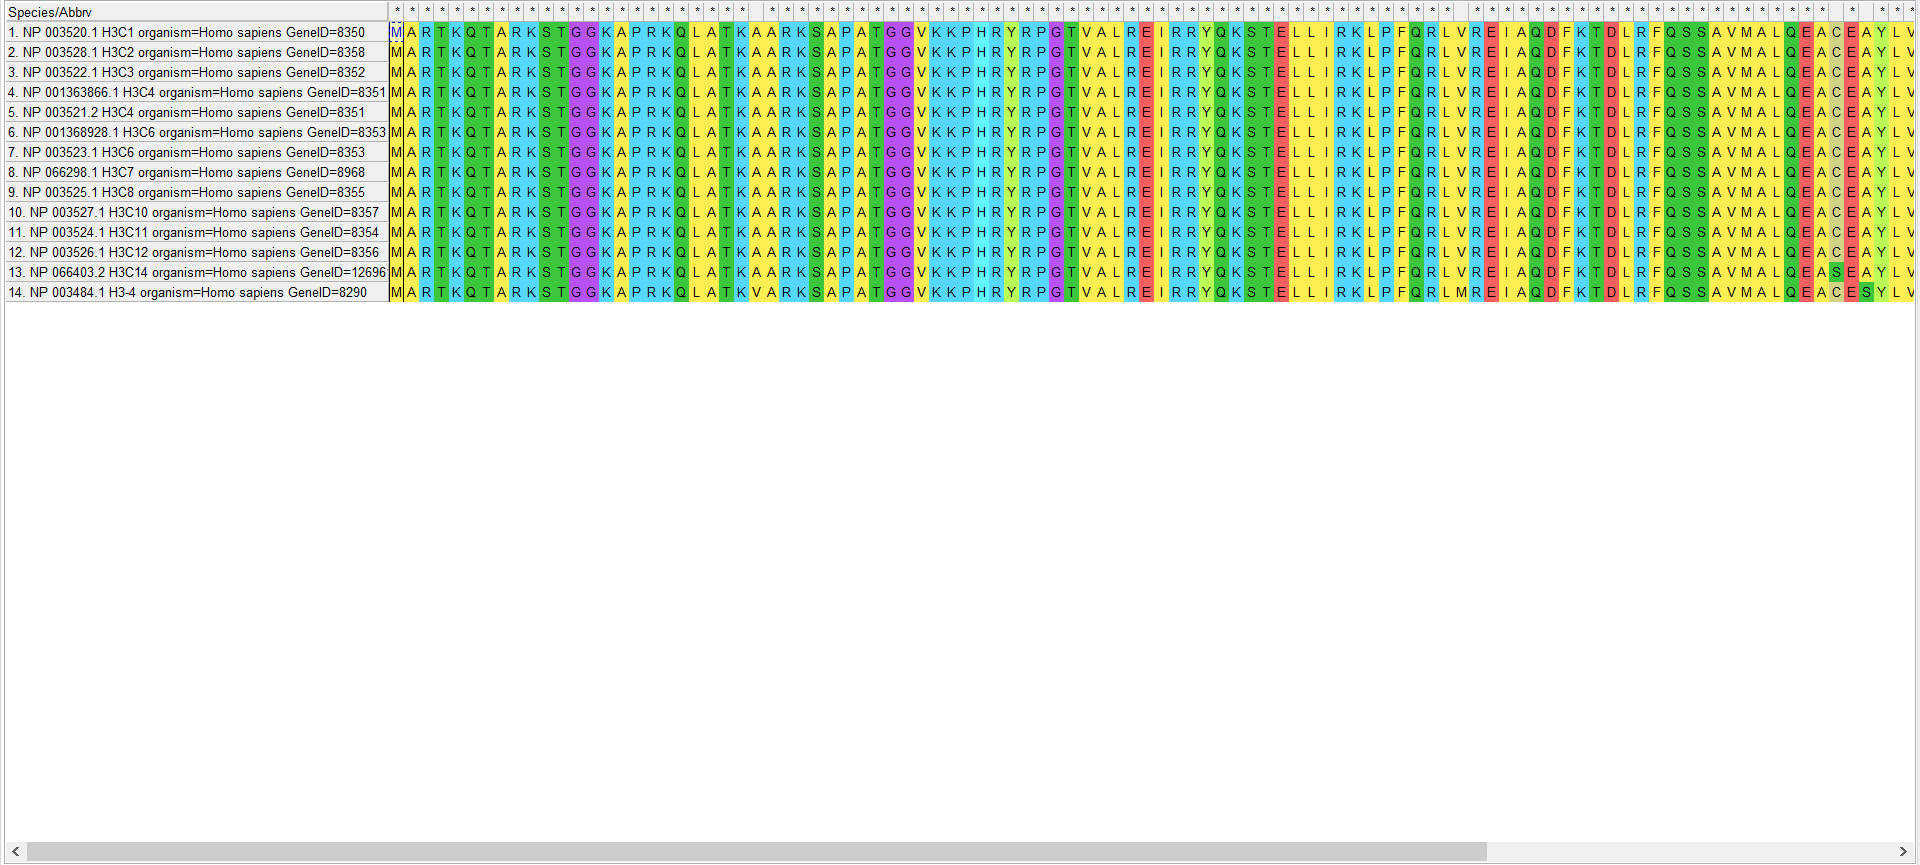 Species/Abbrv ************************ ********************************************** ************************ * ***
1. NP 003520.1 H3C1 organism=Homo sapiens GeneID=8350 MARTKQTARKSTGGKAPRKQLATKAARKSAPATGGVKKPHRYRPGTVALREIRRYQKSTELLIRKLPFQRLVREIAQDFKTDLRFQSSAVMALQEACEAYLV
2. NP 003528.1 H3C2 organism=Homo sapiens GeneID=8358 MARTKQTARKSTGGKAPRKQLATKAARKSAPATGGVKKPHRYRPGTVALREIRRYQKSTELLIRKLPFQRLVREIAQDFKTDLRFQSSAVMALQEACEAYLV
3. NP 003522.1 H3C3 organism=Homo sapiens GeneID=8352 MARTKQTARKSTGGKAPRKQLATKAARKSAPATGGVKKPHRYRPGTVALREIRRYQKSTELLIRKLPFQRLVREIAQDFKTDLRFQSSAVMALQEACEAYLV
4. NP 001363866.1 H3C4 organism=Homo sapiens GeneID=8351 MARTKQTARKSTGGKAPRKQLATKAARKSAPATGGVKKPHRYRPGTVALREIRRYQKSTELLIRKLPFQRLVREIAQDFKTDLRFQSSAVMALQEACEAYLV
5. NP 003521.2 H3C4 organism=Homo sapiens GeneID=8351 MARTKQTARKSTGGKAPRKQLATKAARKSAPATGGVKKPHRYRPGTVALREIRRYQKSTELLIRKLPFQRLVREIAQDFKTDLRFQSSAVMALQEACEAYLV
6. NP 001368928.1 H3C6 organism=Homo sapiens GeneID=8353 MARTKQTARKSTGGKAPRKQLATKAARKSAPATGGVKKPHRYRPGTVALREIRRYQKSTELLIRKLPFQRLVREIAQDFKTDLRFQSSAVMALQEACEAYLV
7. NP 003523.1 H3C6 organism=Homo sapiens GeneID=8353 MARTKQTARKSTGGKAPRKQLATKAARKSAPATGGVKKPHRYRPGTVALREIRRYQKSTELLIRKLPFQRLVREIAQDFKTDLRFQSSAVMALQEACEAYLV
8. NP 066298.1 H3C7 organism=Homo sapiens GeneID=8968 MARTKQTARKSTGGKAPRKQLATKAARKSAPATGGVKKPHRYRPGTVALREIRRYQKSTELLIRKLPFQRLVREIAQDFKTDLRFQSSAVMALQEACEAYLV
9. NP 003525.1 H3C8 organism=Homo sapiens GeneID=8355 MARTKQTARKSTGGKAPRKQLATKAARKSAPATGGVKKPHRYRPGTVALREIRRYQKSTELLIRKLPFQRLVREIAQDFKTDLRFQSSAVMALQEACEAYLV
10. NP 003527.1 H3C10 organism=Homo sapiens GeneID=8357 MARTKQTARKSTGGKAPRKQLATKAARKSAPATGGVKKPHRYRPGTVALREIRRYQKSTELLIRKLPFQRLVREIAQDFKTDLRFQSSAVMALQEACEAYLV
11. NP 003524.1 H3C11 organism=Homo sapiens GeneID=8354 MARTKQTARKSTGGKAPRKQLATKAARKSAPATGGVKKPHRYRPGTVALREIRRYQKSTELLIRKLPFQRLVREIAQDFKTDLRFQSSAVMALQEACEAYLV
12. NP 003526.1 H3C12 organism=Homo sapiens GeneID=8356 MARTKQTARKSTGGKAPRKQLATKAARKSAPATGGVKKPHRYRPGTVALREIRRYQKSTELLIRKLPFQRLVREIAQDFKTDLRFQSSAVMALQEACEAYLV
13. NP 066403.2 H3C14 organism=Homo sapiens GeneID=12696 MARTKQTARKSTGGKAPRKQLATKAARKSAPATGGVKKPHRYRPGTVALREIRRYQKSTELLIRKLPFQRLVREIAQDFKTDLRFQSSAVMALQEASEAYLV
14. NP 003484.1 H3-4 organism=Homo sapiens GeneID=8290 MARTKQTARKSTGGKAPRKQLATKVARKSAPATGGVKKPHRYRPGTVALREIRRYQKSTELLIRKLPFQRLMREIAQDFKTDLRFQSSAVMALQEACESYLV